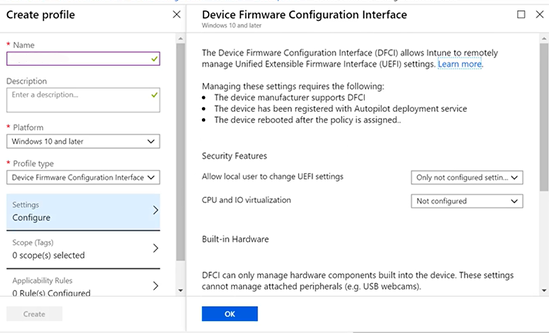 Create profile
* Name
Description
Enter a description...
* Platform
Windows 10 and later
* Profile type
Device Firmware Configuration Interface
Settings
Configure
Scope (Tags)
0 scope(s) selected
Applicability Rules
0 Rule(s) Configured
Create
Device Firmware Configuration Interface
Windows 10 and later
The Device Firmware Configuration Interface (DFCI) allows Intune to remotely
manage Unified Extensible Firmware Interface (UEFI) settings. Learn more.
Managing these settings requires the following:
• The device manufacturer supports DFCI
• The device has been registered with Autopilot deployment service
• The device rebooted after the policy is assigned..
Security Features
Allow local user to change UEFI settings
Only not configured settin...
CPU and IO virtualization
Not configured
Built-in Hardware
DFCI can only manage hardware components built into the device. These settings
cannot manage attached peripherals (e.g. USB webcams).
OK